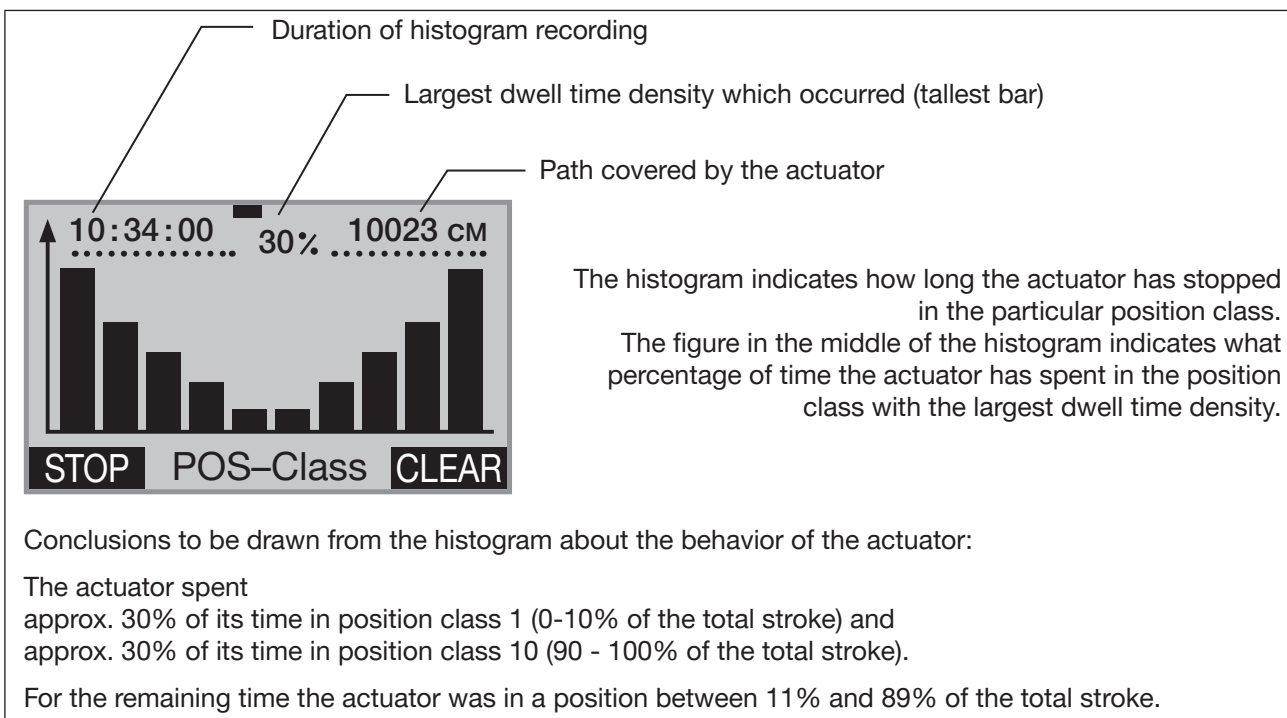 Duration of histogram recording
Largest dwell time density which occurred (tallest bar)
Path covered by the actuator
10:34:00 30% 10023 CM
The histogram indicates how long the actuator has stopped
in the particular position class.
The figure in the middle of the histogram indicates what
percentage of time the actuator has spent in the position
class with the largest dwell time density.
STOP POS–Class CLEAR
Conclusions to be drawn from the histogram about the behavior of the actuator:
The actuator spent
approx. 30% of its time in position class 1 (0-10% of the total stroke) and
approx. 30% of its time in position class 10 (90 - 100% of the total stroke).
For the remaining time the actuator was in a position between 11% and 89% of the total stroke.